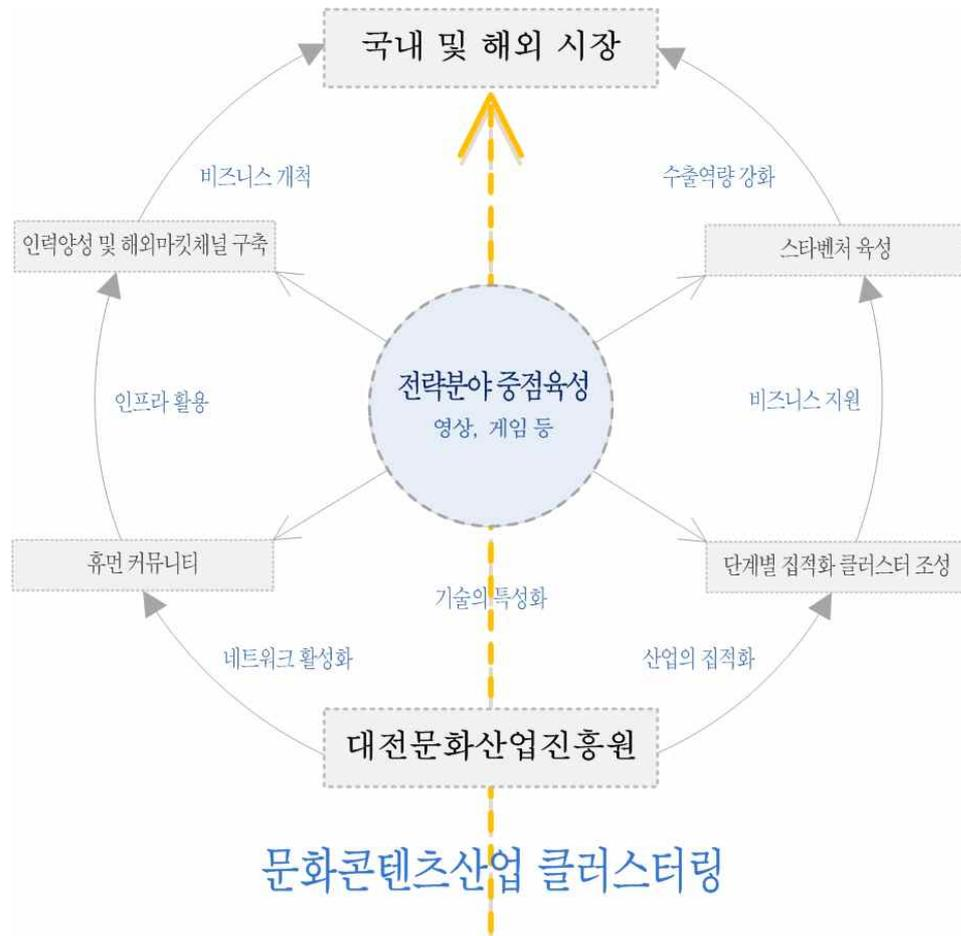 국내 및 해외 시장
비즈니스 개척
수출역량 강화
인력양성 및 해외마킷채널 구축
스타벤처 육성
전략분야 중점육성
영상, 게임 등
인프라 활용
비즈니스 지원
휴먼 커뮤니티
단계별 집적화 클러스터 조성
기술의 특성화
네트워크 활성화
산업의 집적화
대전문화산업진흥원
문화콘텐츠산업 클러스터링